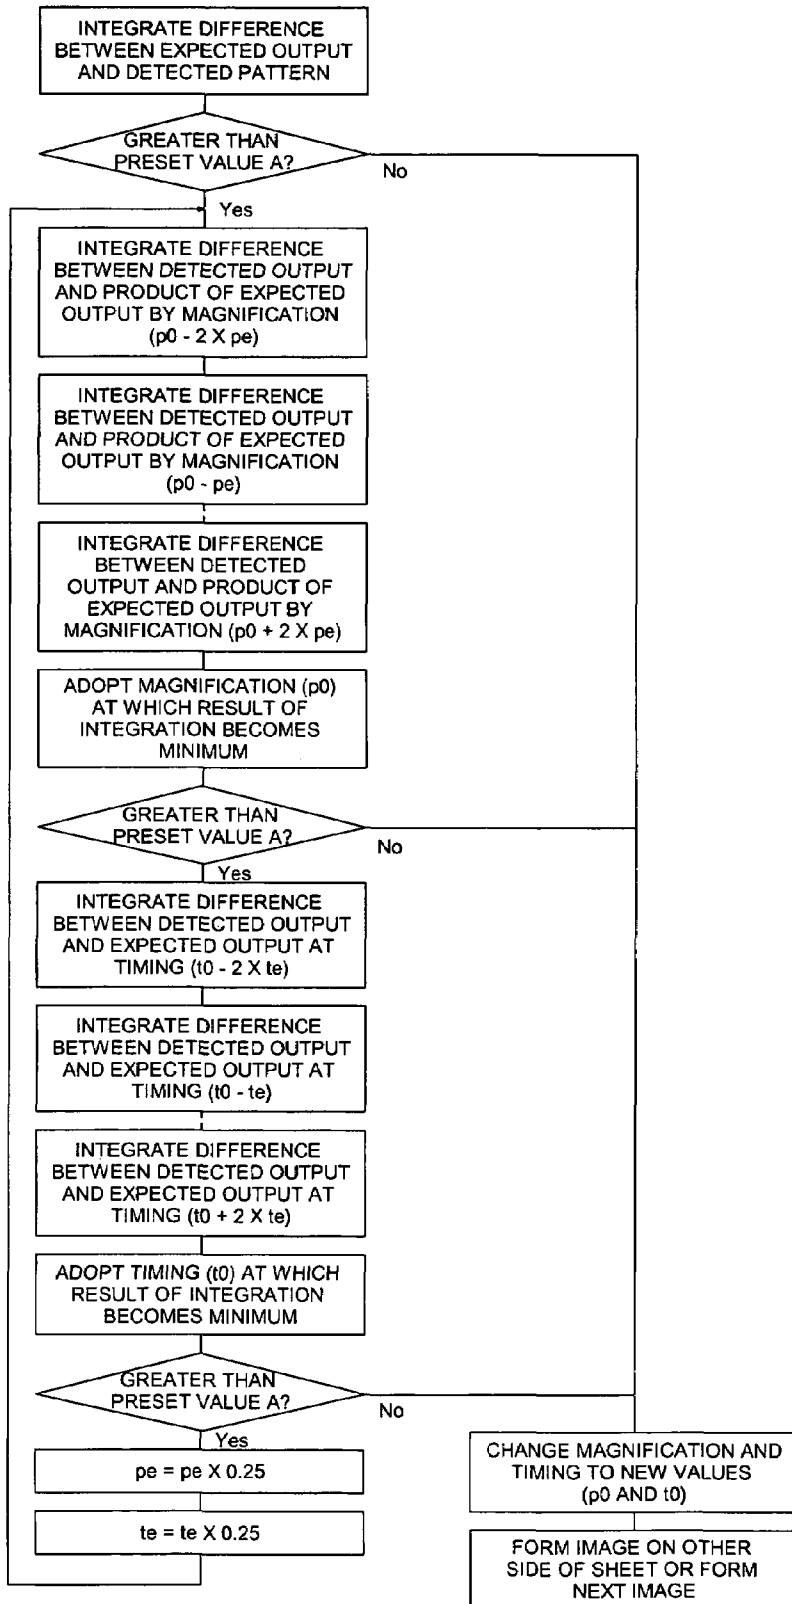 INTEGRATE DIFFERENCE
BETWEEN EXPECTED OUTPUT
AND DETECTED PATTERN
GREATER THAN
PRESET VALUE A?
No
Yes
INTEGRATE DIFFERENCE
BETWEEN DETECTED OUTPUT
AND PRODUCT OF EXPECTED
OUTPUT BY MAGNIFICATION
(p0 - 2 X pe)
INTEGRATE DIFFERENCE
BETWEEN DETECTED OUTPUT
AND PRODUCT OF EXPECTED
OUTPUT BY MAGNIFICATION
(p0 - pe)
INTEGRATE DIFFERENCE
BETWEEN DETECTED
OUTPUT AND PRODUCT OF
EXPECTED OUTPUT BY
MAGNIFICATION (p0 + 2 X pe)
ADOPT MAGNIFICATION (p0)
AT WHICH RESULT OF
INTEGRATION BECOMES
MINIMUM
GREATER THAN
PRESET VALUE A?
No
Yes
INTEGRATE DIFFERENCE
BETWEEN DETECTED OUTPUT
AND EXPECTED OUTPUT AT
TIMING (t0 - 2 X te)
INTEGRATE DIFFERENCE
BETWEEN DETECTED OUTPUT
AND EXPECTED OUTPUT AT
TIMING (t0 - te)
INTEGRATE DIFFERENCE
BETWEEN DETECTED OUTPUT
AND EXPECTED OUTPUT AT
TIMING (t0 + 2 X te)
ADOPT TIMING (t0) AT WHICH
RESULT OF INTEGRATION
BECOMES MINIMUM
GREATER THAN
PRESET VALUE A?
No
Yes
pe = pe X 0.25
te = te X 0.25
CHANGE MAGNIFICATION AND
TIMING TO NEW VALUES
(p0 AND t0)
FORM IMAGE ON OTHER
SIDE OF SHEET OR FORM
NEXT IMAGE